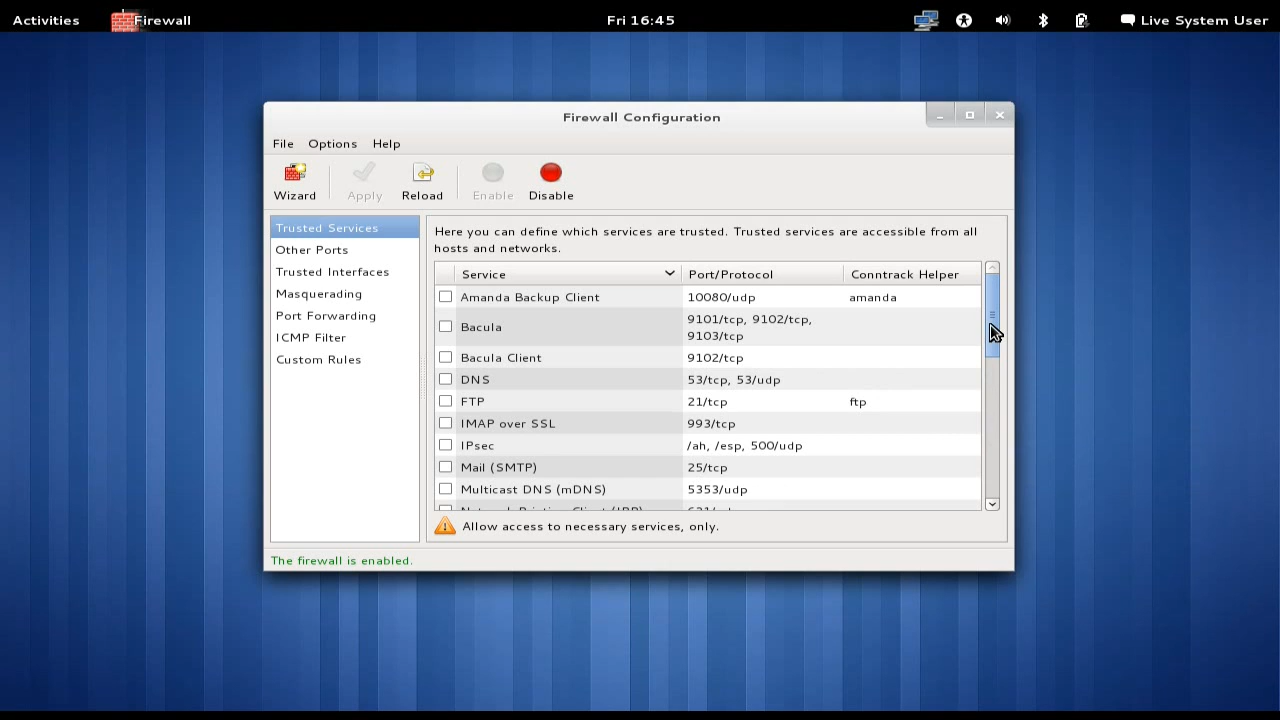 Activities Firewall Fri 16:45 Live System User
Firewall Configuration
File Options Help
Wizard Apply Reload Enable Disable
Trusted Services
Other Ports
Trusted Interfaces
Masquerading
Port Forwarding
ICMP Filter
Custom Rules
Here you can define which services are trusted. Trusted services are accessible from all
hosts and networks.
Service Port/Protocol Conntrack Helper
Amanda Backup Client 10080/udp amanda
Bacula 9101/tcp, 9102/tcp,
9103/tcp
Bacula Client 9102/tcp
DNS 53/tcp, 53/udp
FTP 21/tcp ftp
IMAP over SSL 993/tcp
IPsec /ah, /esp, 500/udp
Mail (SMTP) 25/tcp
Multicast DNS (mDNS) 5353/udp
Allow access to necessary services, only.
The firewall is enabled.